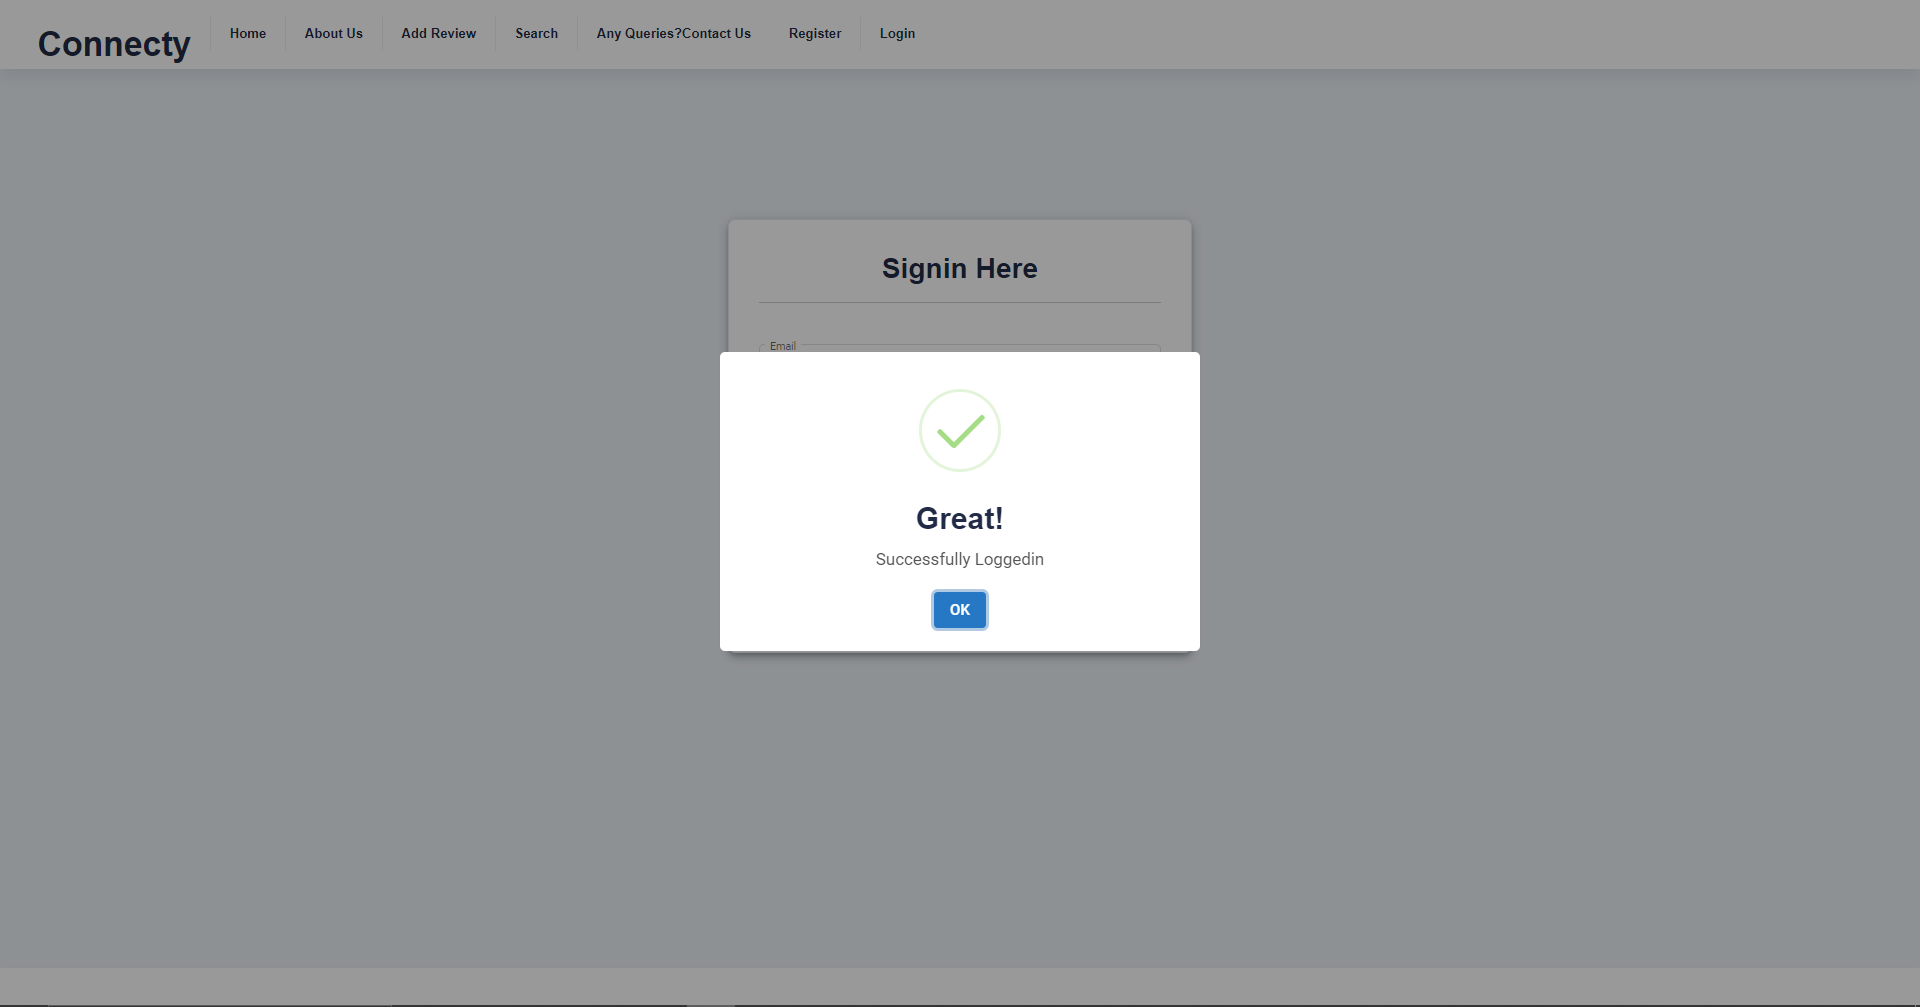 Connecty
Home
About Us
Add Review
Search
Any Queries?Contact Us
Register
Login
Signin Here
Email
Great!
Successfully Loggedin
OK